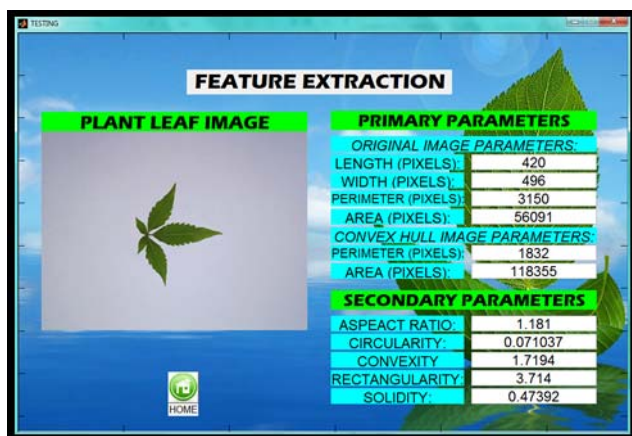 TESTING
FEATURE EXTRACTION
PLANT LEAF IMAGE
PRIMARY PARAMETERS
ORIGINAL IMAGE PARAMETERS:
LENGTH (PIXELS): 420
WIDTH (PIXELS): 496
PERIMETER (PIXELS): 3150
AREA (PIXELS): 56091
CONVEX HULL IMAGE PARAMETERS:
PERIMETER (PIXELS): 1832
AREA (PIXELS): 118355
SECONDARY PARAMETERS
ASPEACT RATIO: 1.181
CIRCULARITY: 0.071037
CONVEXITY 1.7194
RECTANGULARITY: 3.714
SOLIDITY: 0.47392
HOME